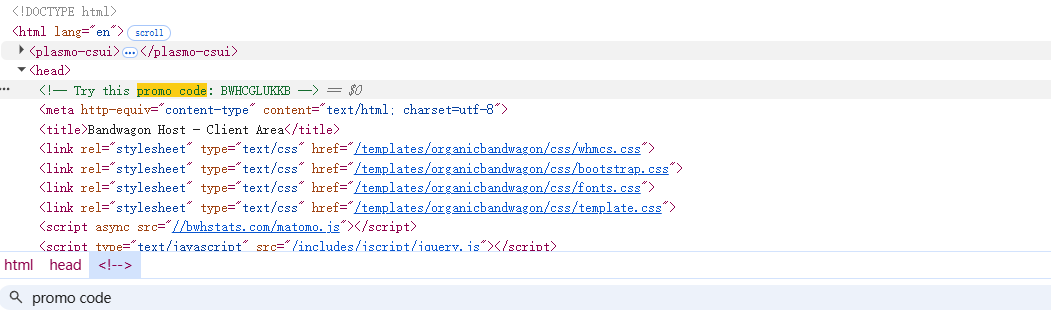 <!DOCTYPE html>
<html lang="en"> scroll
<plasmo-csui> ⋯ </plasmo-csui>
<head>
<!-- Try this promo code: BWHCGLUKKB --> == $0
<meta http-equiv="content-type" content="text/html; charset=utf-8">
<title>Bandwagon Host - Client Area</title>
<link rel="stylesheet" type="text/css" href="/templates/organicbandwagon/css/whmcs.css">
<link rel="stylesheet" type="text/css" href="/templates/organicbandwagon/css/bootstrap.css">
<link rel="stylesheet" type="text/css" href="/templates/organicbandwagon/css/fonts.css">
<link rel="stylesheet" type="text/css" href="/templates/organicbandwagon/css/template.css">
<script async src="//bwhstats.com/matomo.js"></script>
<script type="text/javascript" src="/includes/jscript/jquery.js"></script>
html head <!-->
promo code